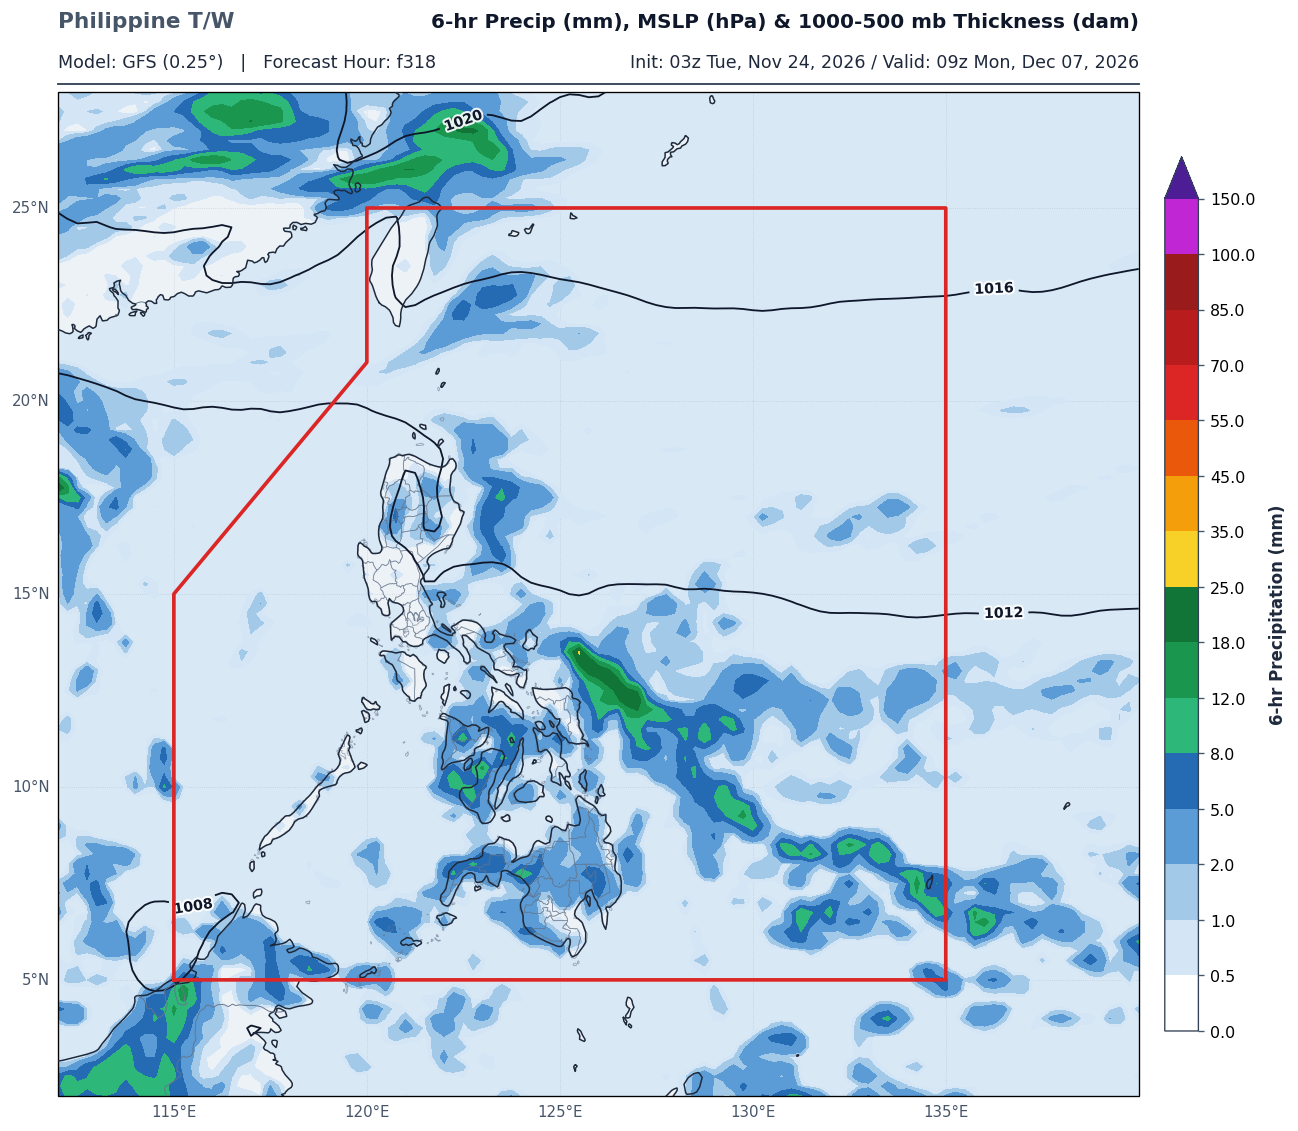 Philippine T/W
6-hr Precip (mm), MSLP (hPa) & 1000-500 mb Thickness (dam)
Model: GFS (0.25°) | Forecast Hour: f318
Init: 03z Tue, Nov 24, 2026 / Valid: 09z Mon, Dec 07, 2026
1020
1016
1012
1008
25°N
20°N
15°N
10°N
5°N
115°E
120°E
125°E
130°E
135°E
150.0
100.0
85.0
70.0
55.0
45.0
35.0
25.0
18.0
12.0
8.0
5.0
2.0
1.0
0.5
0.0
6-hr Precipitation (mm)